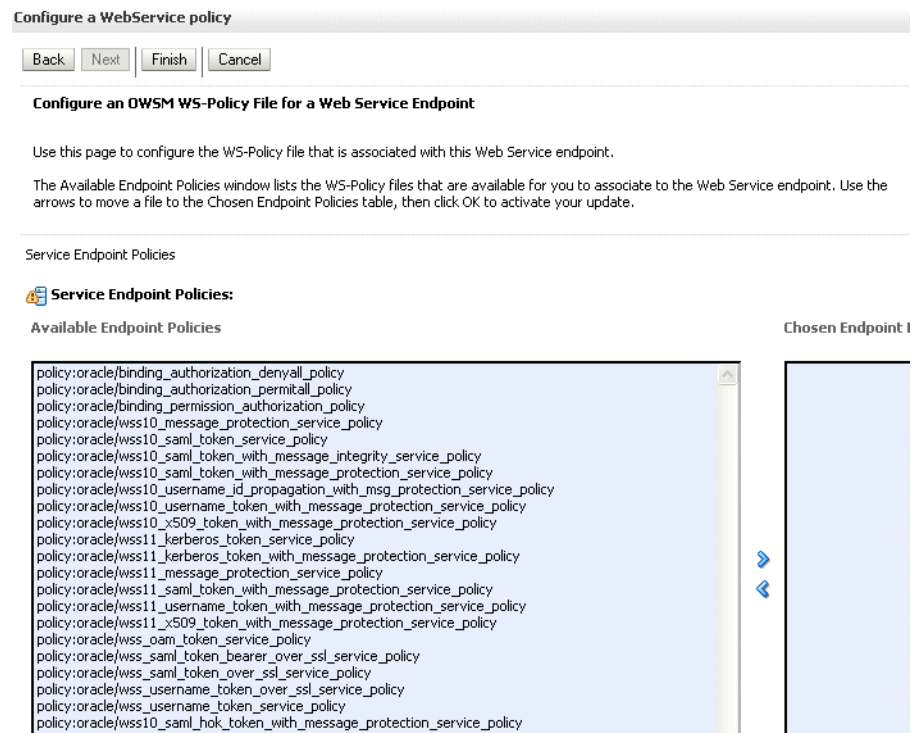 Configure a WebService policy
Back Next Finish Cancel
Configure an OWSM WS-Policy File for a Web Service Endpoint
Use this page to configure the WS-Policy file that is associated with this Web Service endpoint.
The Available Endpoint Policies window lists the WS-Policy files that are available for you to associate to the Web Service endpoint. Use the
arrows to move a file to the Chosen Endpoint Policies table, then click OK to activate your update.
Service Endpoint Policies
Service Endpoint Policies:
Available Endpoint Policies
Chosen Endpoint
policy:oracle/binding_authorization_denyall_policy
policy:oracle/binding_authorization_permitall_policy
policy:oracle/binding_permission_authorization_policy
policy:oracle/wss10_message_protection_service_policy
policy:oracle/wss10_saml_token_service_policy
policy:oracle/wss10_saml_token_with_message_integrity_service_policy
policy:oracle/wss10_saml_token_with_message_protection_service_policy
policy:oracle/wss10_username_id_propagation_with_msg_protection_service_policy
policy:oracle/wss10_username_token_with_message_protection_service_policy
policy:oracle/wss10_x509_token_with_message_protection_service_policy
policy:oracle/wss11_kerberos_token_service_policy
policy:oracle/wss11_kerberos_token_with_message_protection_service_policy
policy:oracle/wss11_message_protection_service_policy
policy:oracle/wss11_saml_token_with_message_protection_service_policy
policy:oracle/wss11_username_token_with_message_protection_service_policy
policy:oracle/wss11_x509_token_with_message_protection_service_policy
policy:oracle/wss_oam_token_service_policy
policy:oracle/wss_saml_token_bearer_over_ssl_service_policy
policy:oracle/wss_saml_token_over_ssl_service_policy
policy:oracle/wss_username_token_over_ssl_service_policy
policy:oracle/wss_username_token_service_policy
policy:oracle/wss10_saml_hok_token_with_message_protection_service_policy